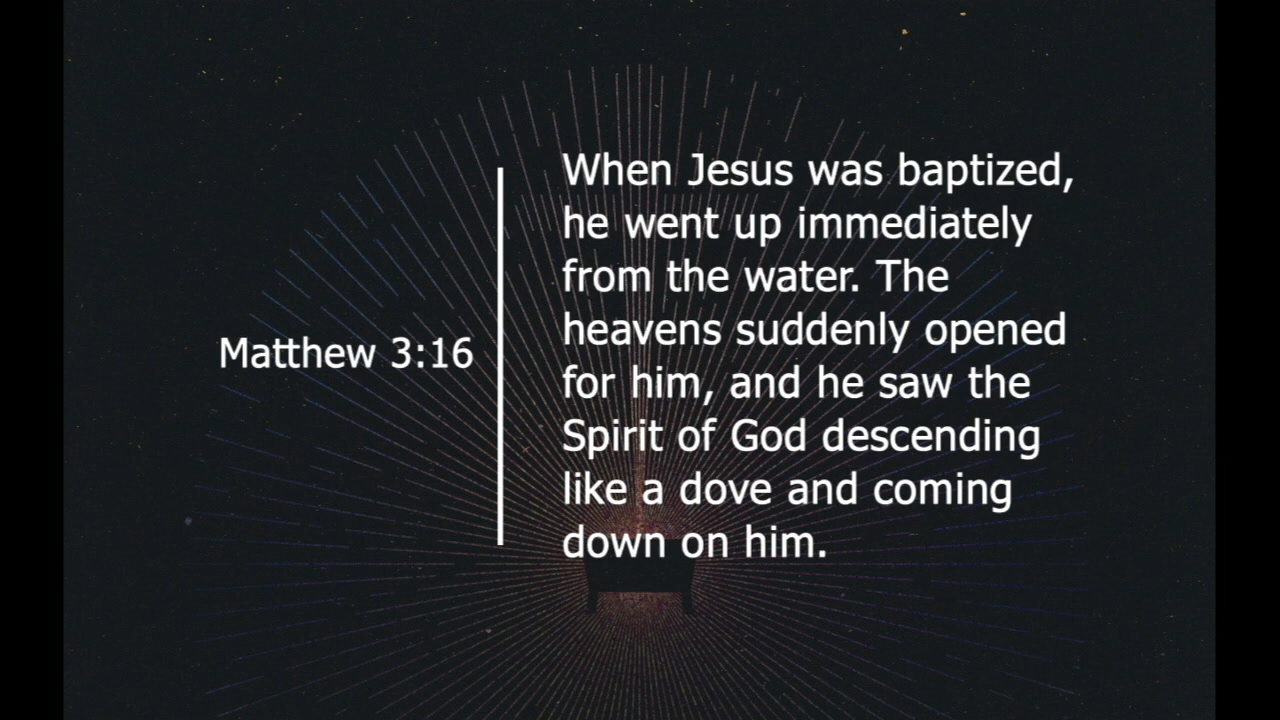 Matthew 3:16
When Jesus was baptized,
he went up immediately
from the water. The
heavens suddenly opened
for him, and he saw the
Spirit of God descending
like a dove and coming
down on him.